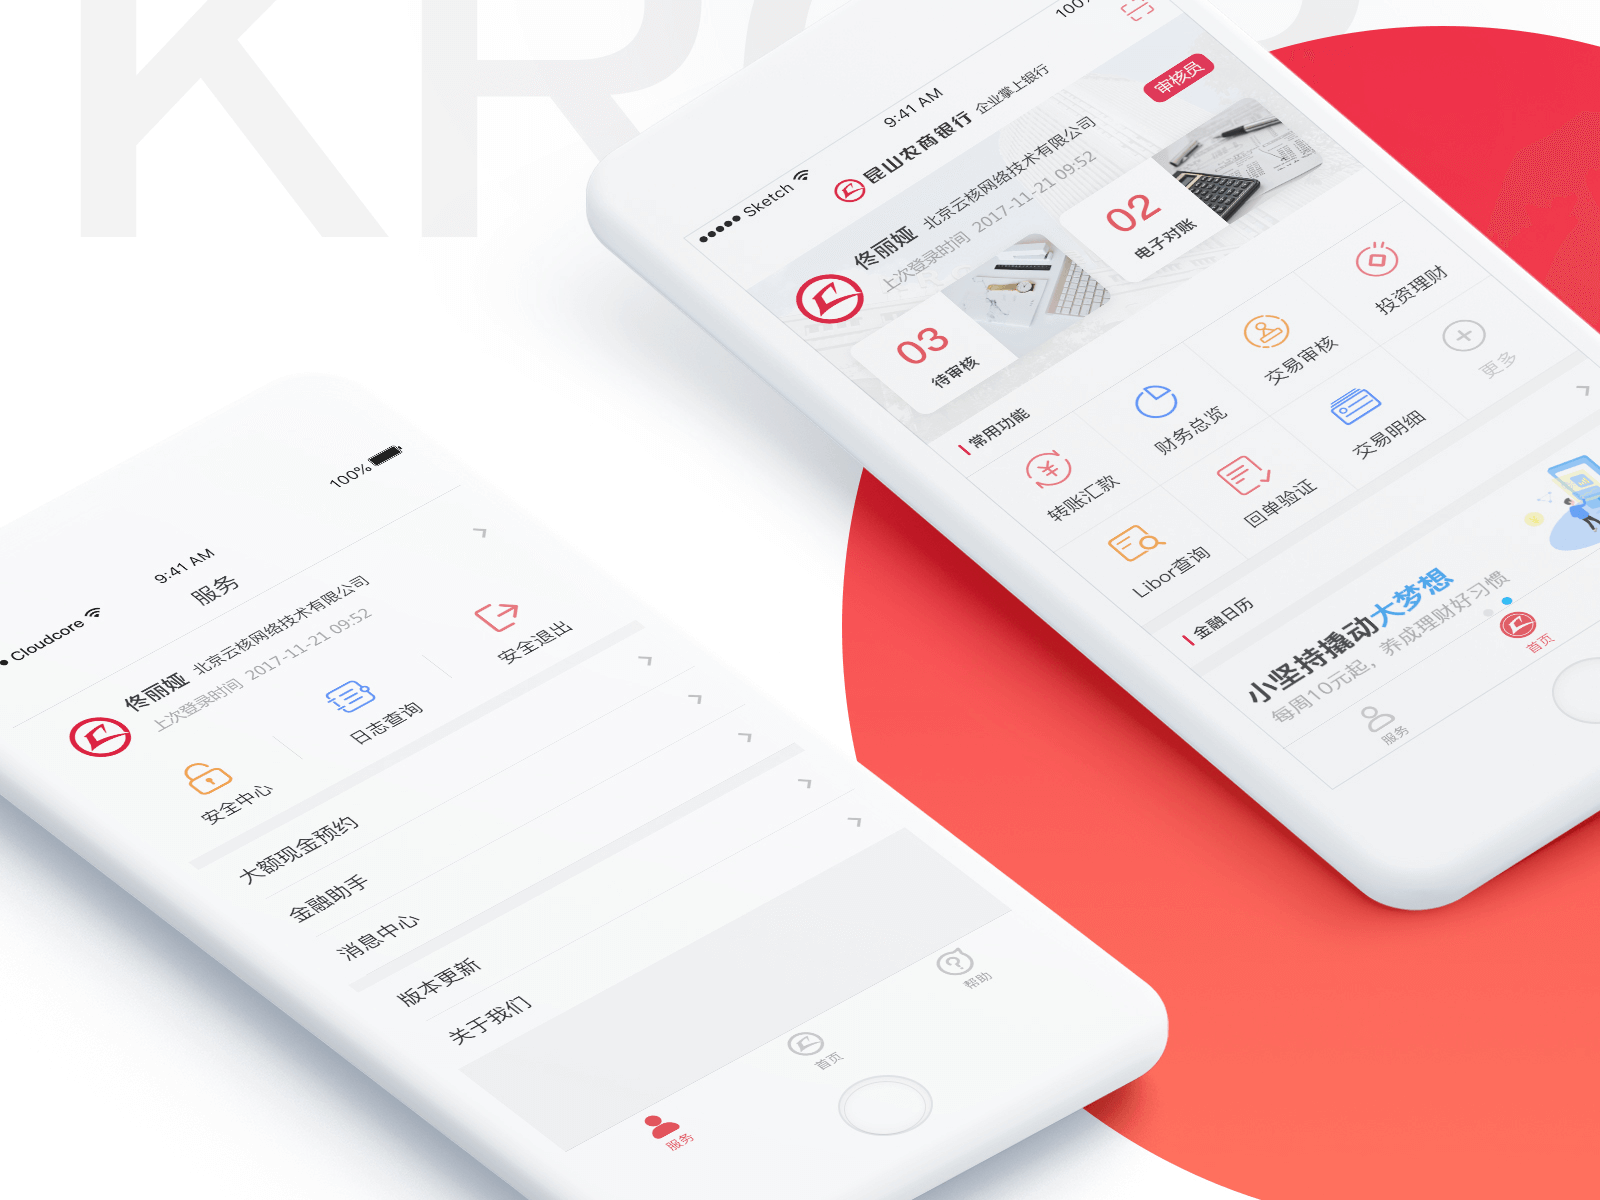 KRC
100%
●●●●● Sketch
9:41 AM
昆山农商银行 企业掌上银行
审核员
佟丽娅 北京云核网络技术有限公司
上次登录时间 2017-11-21 09:52
03
待审核
02
电子对账
常用功能
转账汇款
财务总览
交易审核
投资理财
Libor查询
回单验证
交易明细
更多
金融日历
小坚持撬动大梦想
每周10元起，养成理财好习惯
服务
首页
● Cloudcore
9:41 AM
100%
服务
佟丽娅 北京云核网络技术有限公司
上次登录时间 2017-11-21 09:52
安全中心
日志查询
安全退出
大额现金预约
金融助手
消息中心
版本更新
关于我们
服务
首页
帮助